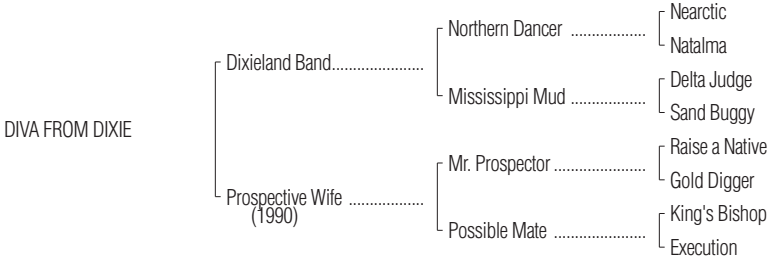 Nearctic
Northern Dancer ...................
Natalma
Dixieland Band.......................
Delta Judge
Mississippi Mud ...................
Sand Buggy
DIVA FROM DIXIE
Raise a Native
Mr. Prospector .......................
Gold Digger
Prospective Wife ...................
(1990)
King's Bishop
Possible Mate .......................
Execution